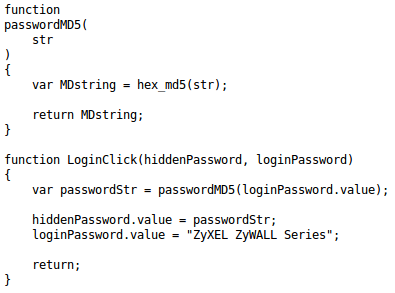 function
passwordMD5(
    str
)
{
    var MDstring = hex_md5(str);

    return MDstring;
}

function LoginClick(hiddenPassword, loginPassword)
{
    var passwordStr = passwordMD5(loginPassword.value);

    hiddenPassword.value = passwordStr;
    loginPassword.value = "ZyXEL ZyWALL Series";

    return;
}